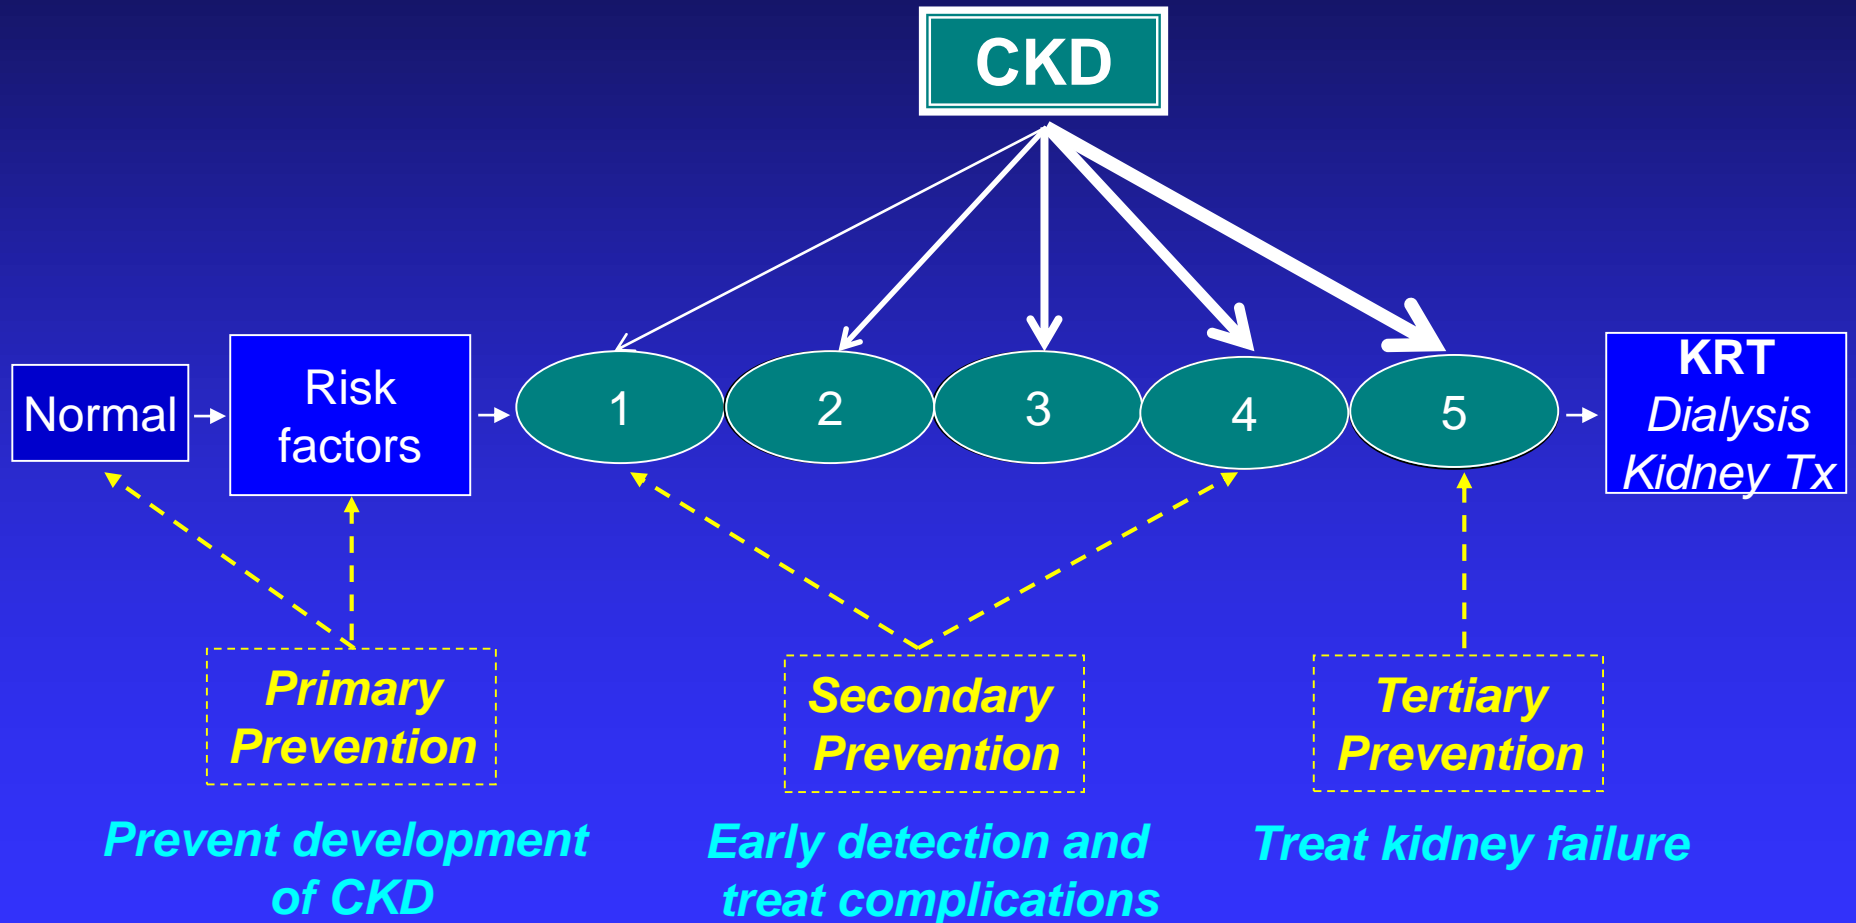 CKD
Normal
Risk
factors
1
2
3
4
5
KRT
Dialysis
Kidney Tx
Primary
Prevention
Secondary
Prevention
Tertiary
Prevention
Prevent development
of CKD
Early detection and
treat complications
Treat kidney failure